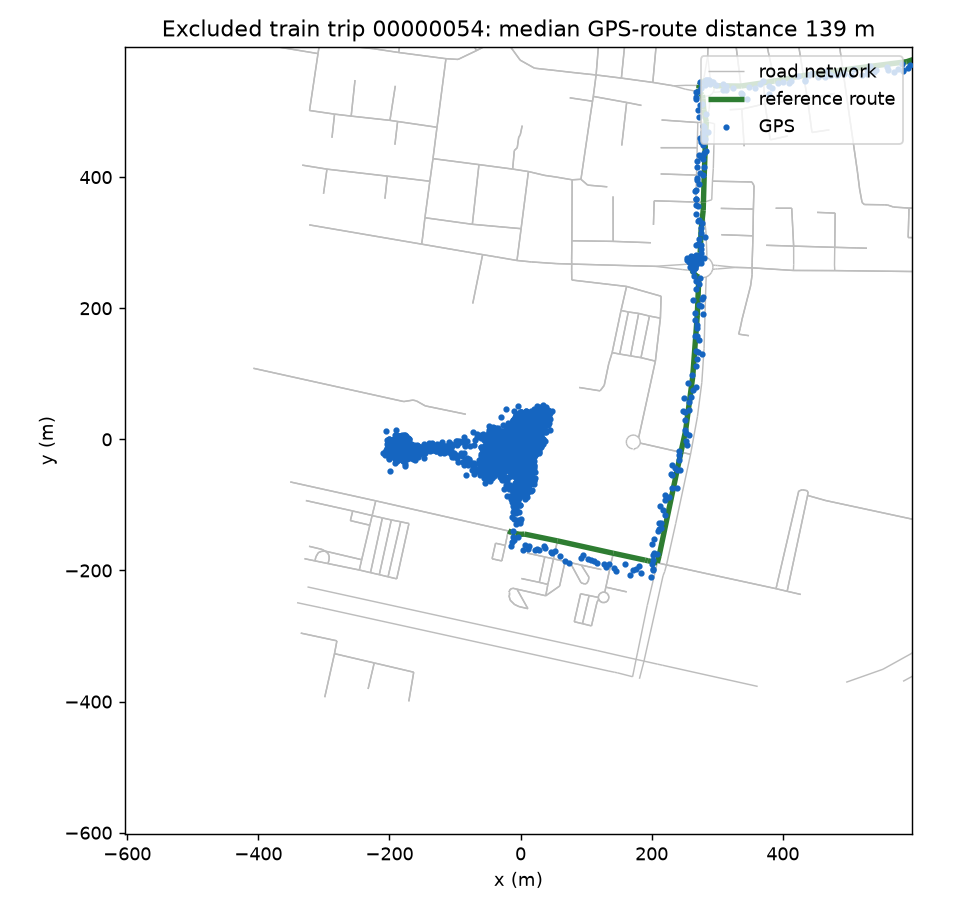 Excluded train trip 00000054: median GPS-route distance 139 m
road network
reference route
GPS
400
200
0
−200
−400
−600
y (m)
−600 −400 −200 0 200 400
x (m)